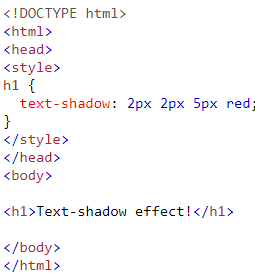 <!DOCTYPE html>
<html>
<head>
<style>
h1 {
  text-shadow: 2px 2px 5px red;
}
</style>
</head>
<body>

<h1>Text-shadow effect!</h1>

</body>
</html>